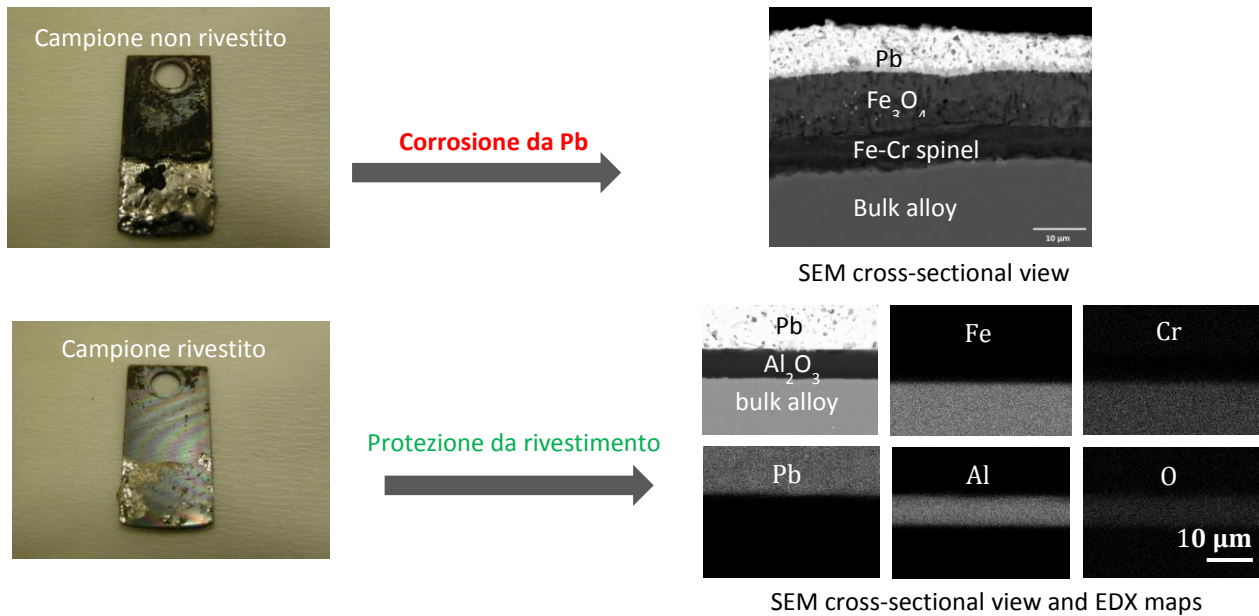 Campione non rivestito
Corrosione da Pb
Pb
Fe₃O₄
Fe-Cr spinel
Bulk alloy
10 µm
SEM cross-sectional view
Campione rivestito
Protezione da rivestimento
Pb
Al₂O₃
bulk alloy
Fe
Cr
Pb
Al
O
10 µm
SEM cross-sectional view and EDX maps